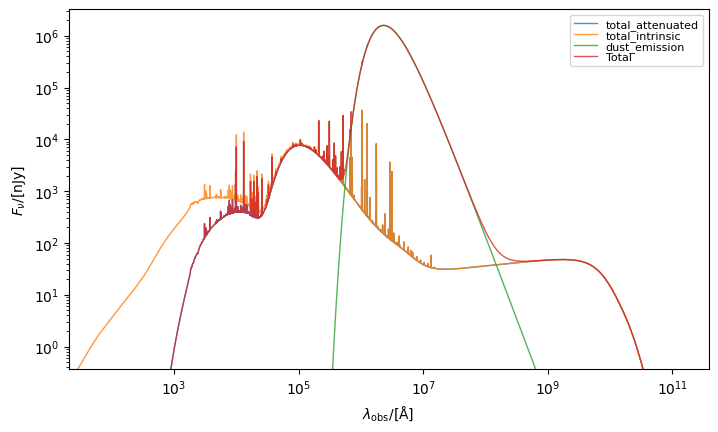 10⁶
10⁵
10⁴
10³
10²
10¹
10⁰
F_ν/[nJy]
total_attenuated
total_intrinsic
dust_emission
Total
10³ 10⁵ 10⁷ 10⁹ 10¹¹
λ_obs/[Å]